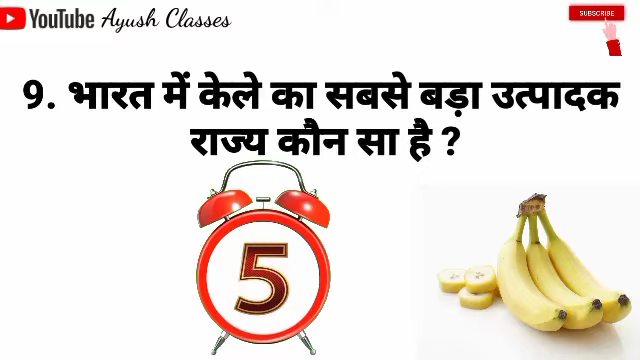 YouTube Ayush Classes
SUBSCRIBE
9. भारत में केले का सबसे बड़ा उत्पादक
राज्य कौन सा है ?
5